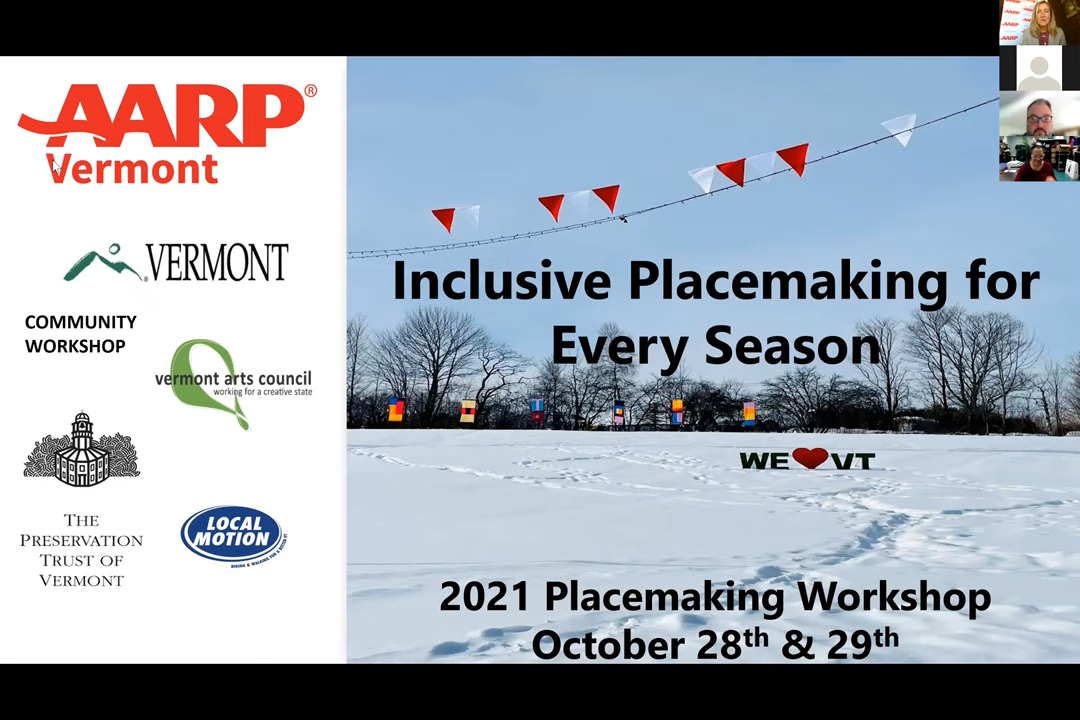 AARP®
Vermont
VERMONT
COMMUNITY
WORKSHOP
vermont arts council
working for a creative state
THE
PRESERVATION
TRUST OF
VERMONT
LOCAL
MOTION
Inclusive Placemaking for
Every Season
WE VT
2021 Placemaking Workshop
October 28th & 29th
AARP